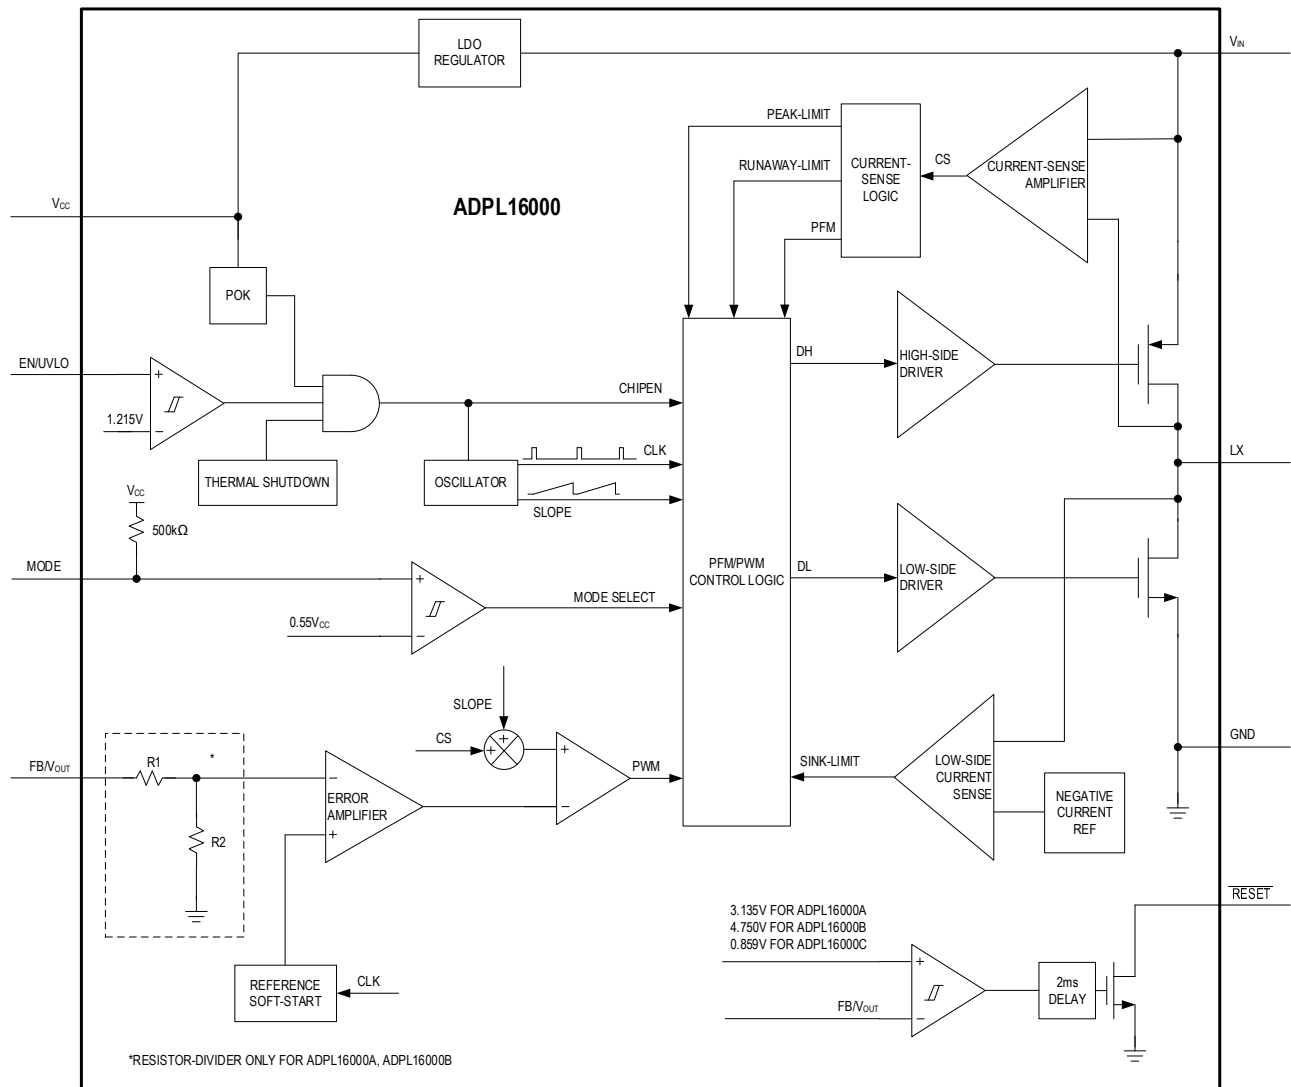 LDO
REGULATOR
VIN
PEAK-LIMIT
RUNAWAY-LIMIT
PFM
CURRENT-
SENSE
LOGIC
CS
CURRENT-SENSE
AMPLIFIER
VCC
ADPL16000
POK
EN/UVLO
1.215V
+
−
THERMAL SHUTDOWN
CHIPEN
OSCILLATOR
CLK
SLOPE
DH
HIGH-SIDE
DRIVER
LX
VCC
500kΩ
MODE
0.55VCC
+
−
MODE SELECT
PFM/PWM
CONTROL LOGIC
DL
LOW-SIDE
DRIVER
SLOPE
CS
+
+
+
−
PWM
SINK-LIMIT
LOW-SIDE
CURRENT
SENSE
NEGATIVE
CURRENT
REF
GND
FB/VOUT
R1
*
R2
−
ERROR
AMPLIFIER
+
REFERENCE
SOFT-START
CLK
3.135V FOR ADPL16000A
4.750V FOR ADPL16000B
0.859V FOR ADPL16000C
+
−
FB/VOUT
2ms
DELAY
RESET
*RESISTOR-DIVIDER ONLY FOR ADPL16000A, ADPL16000B